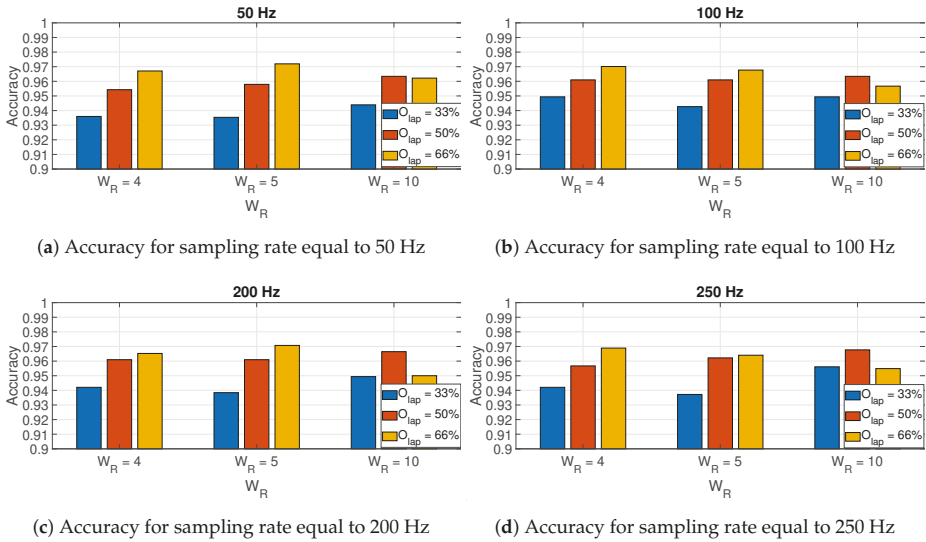 50 Hz
1
0.99
0.98
0.97
0.96
0.95
0.94
0.93
0.92
0.91
0.9
Accuracy
O_lap = 33%
O_lap = 50%
O_lap = 66%
W_R = 4 W_R = 5 W_R = 10
W_R
(a) Accuracy for sampling rate equal to 50 Hz
100 Hz
1
0.99
0.98
0.97
0.96
0.95
0.94
0.93
0.92
0.91
0.9
Accuracy
O_lap = 33%
O_lap = 50%
O_lap = 66%
W_R = 4 W_R = 5 W_R = 10
W_R
(b) Accuracy for sampling rate equal to 100 Hz
200 Hz
1
0.99
0.98
0.97
0.96
0.95
0.94
0.93
0.92
0.91
0.9
Accuracy
O_lap = 33%
O_lap = 50%
O_lap = 66%
W_R = 4 W_R = 5 W_R = 10
W_R
(c) Accuracy for sampling rate equal to 200 Hz
250 Hz
1
0.99
0.98
0.97
0.96
0.95
0.94
0.93
0.92
0.91
0.9
Accuracy
O_lap = 33%
O_lap = 50%
O_lap = 66%
W_R = 4 W_R = 5 W_R = 10
W_R
(d) Accuracy for sampling rate equal to 250 Hz